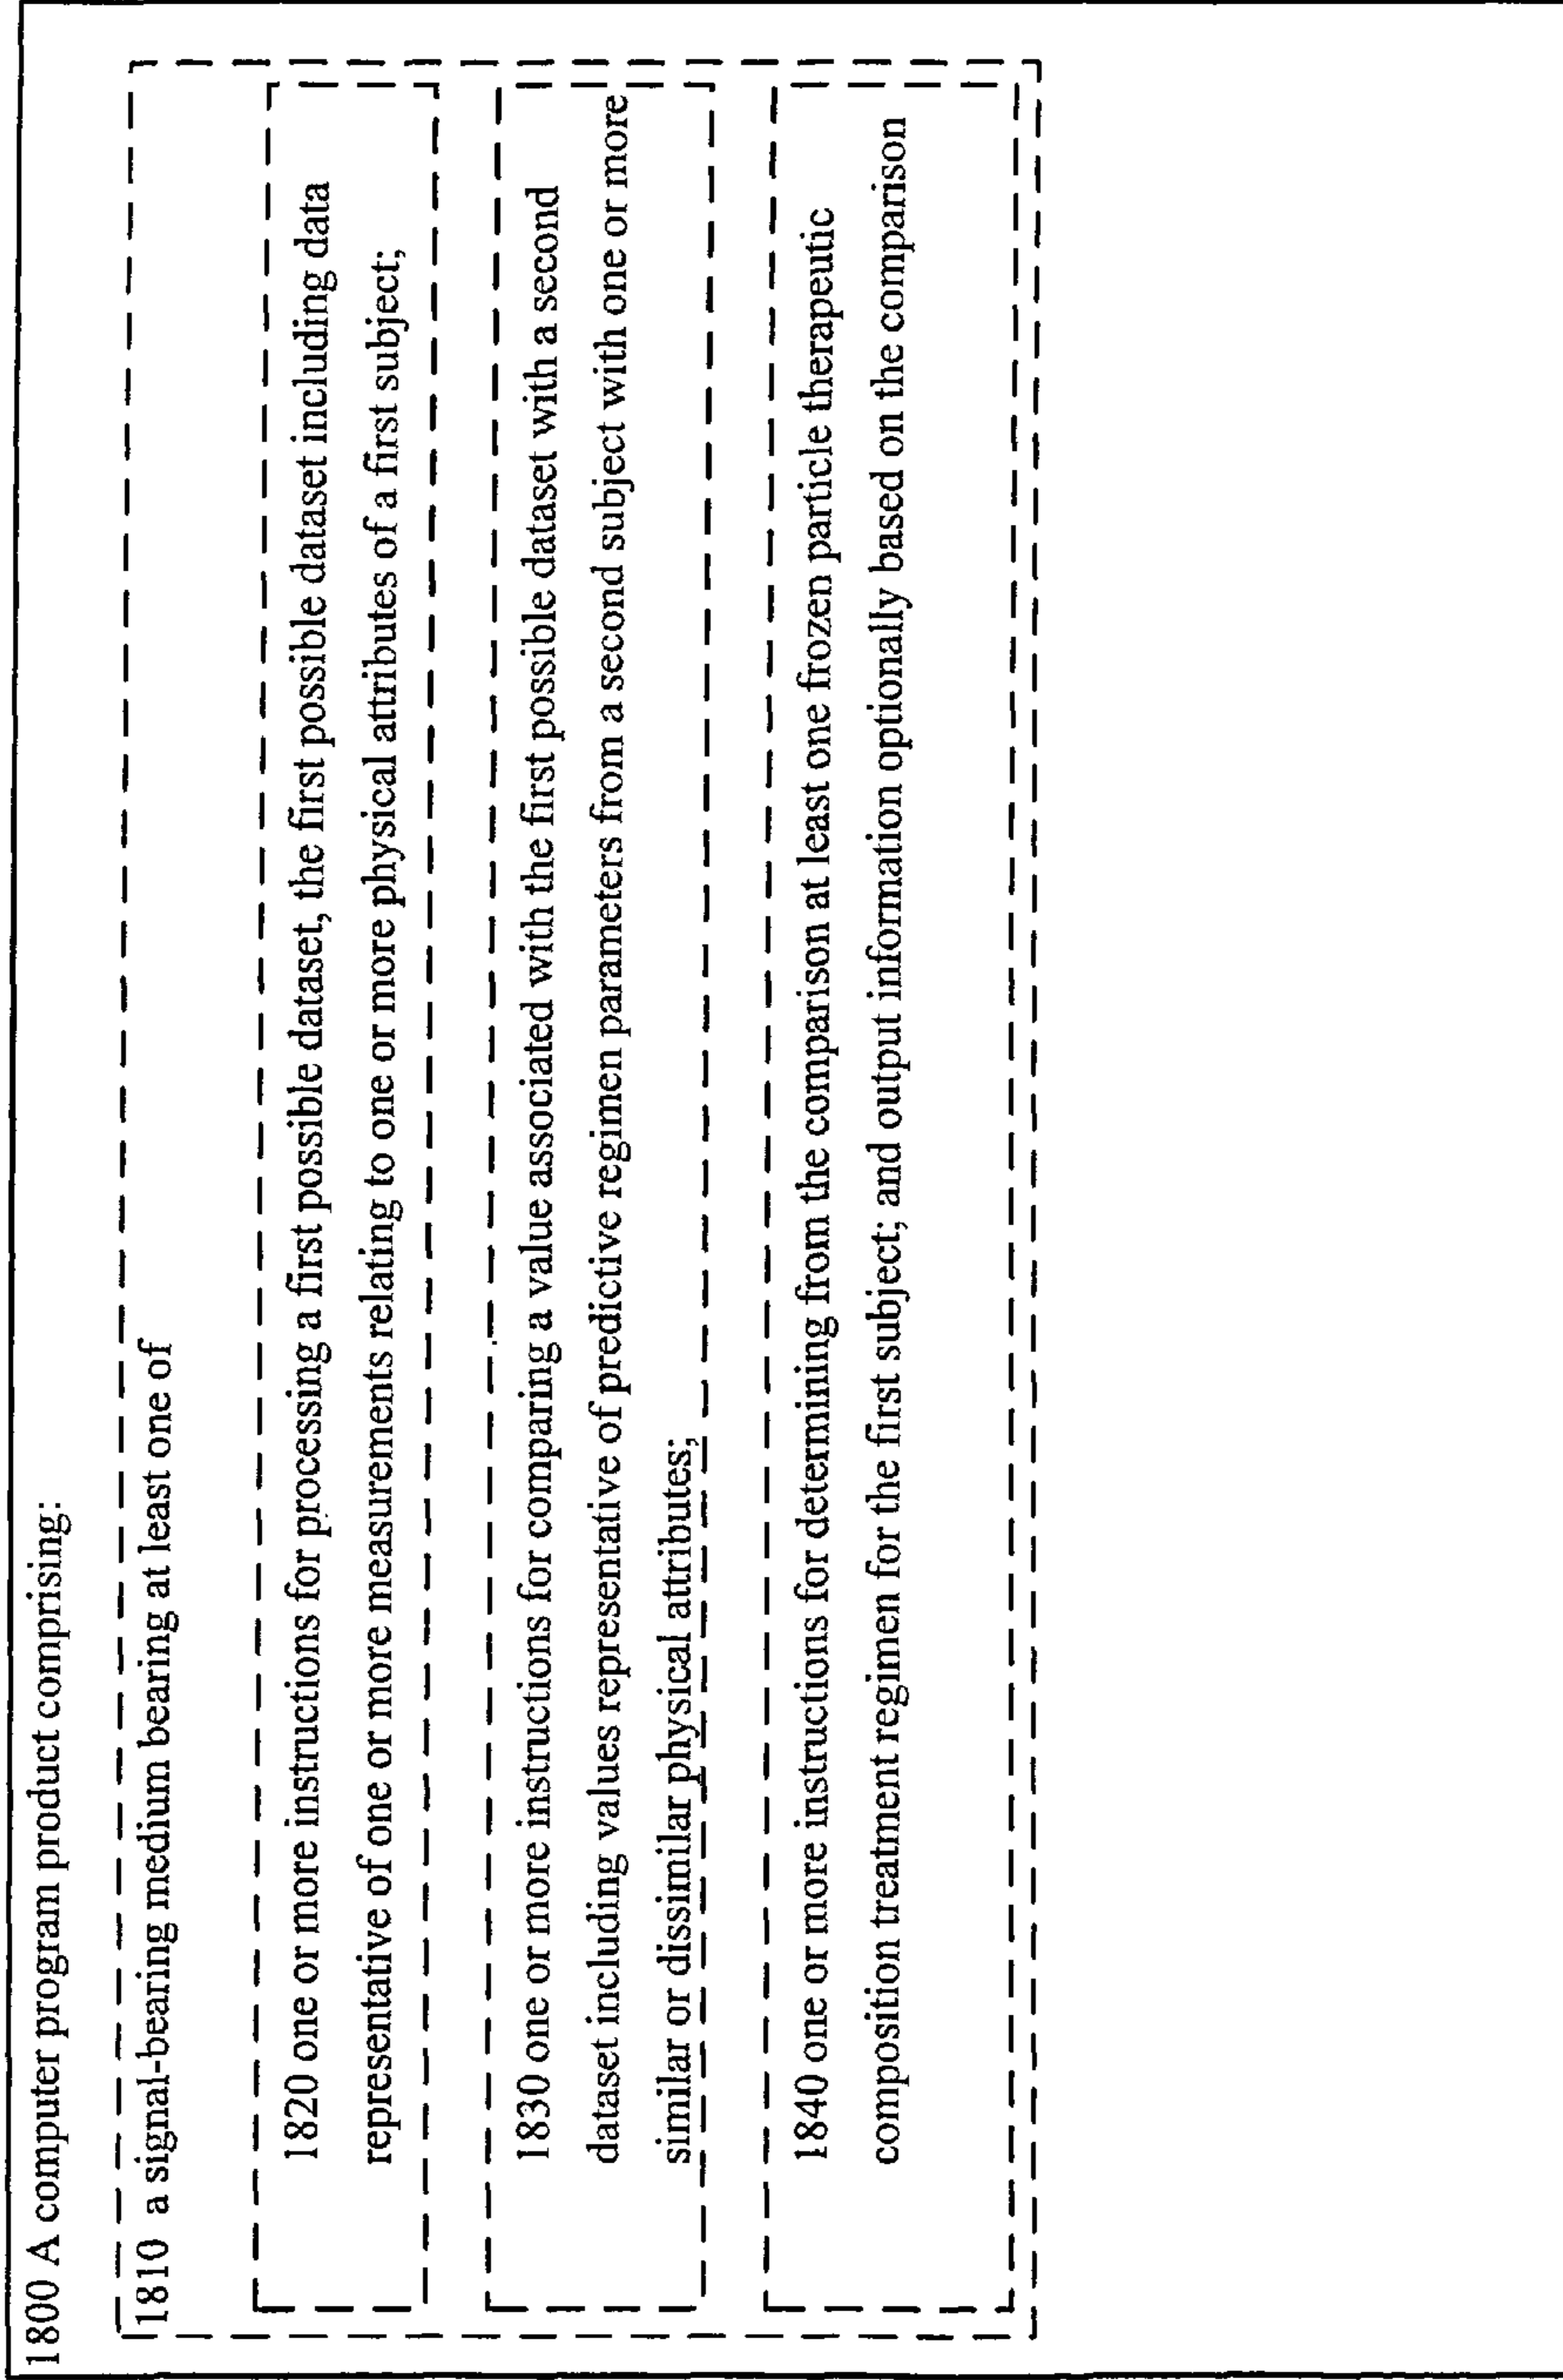 1800 A computer program product comprising:
1810 a signal-bearing medium bearing at least one of
1820 one or more instructions for processing a first possible dataset, the first possible dataset including data
representative of one or more measurements relating to one or more physical attributes of a first subject;
1830 one or more instructions for comparing a value associated with the first possible dataset with a second
dataset including values representative of predictive regimen parameters from a second subject with one or more
similar or dissimilar physical attributes;
1840 one or more instructions for determining from the comparison at least one frozen particle therapeutic
composition treatment regimen for the first subject; and output information optionally based on the comparison